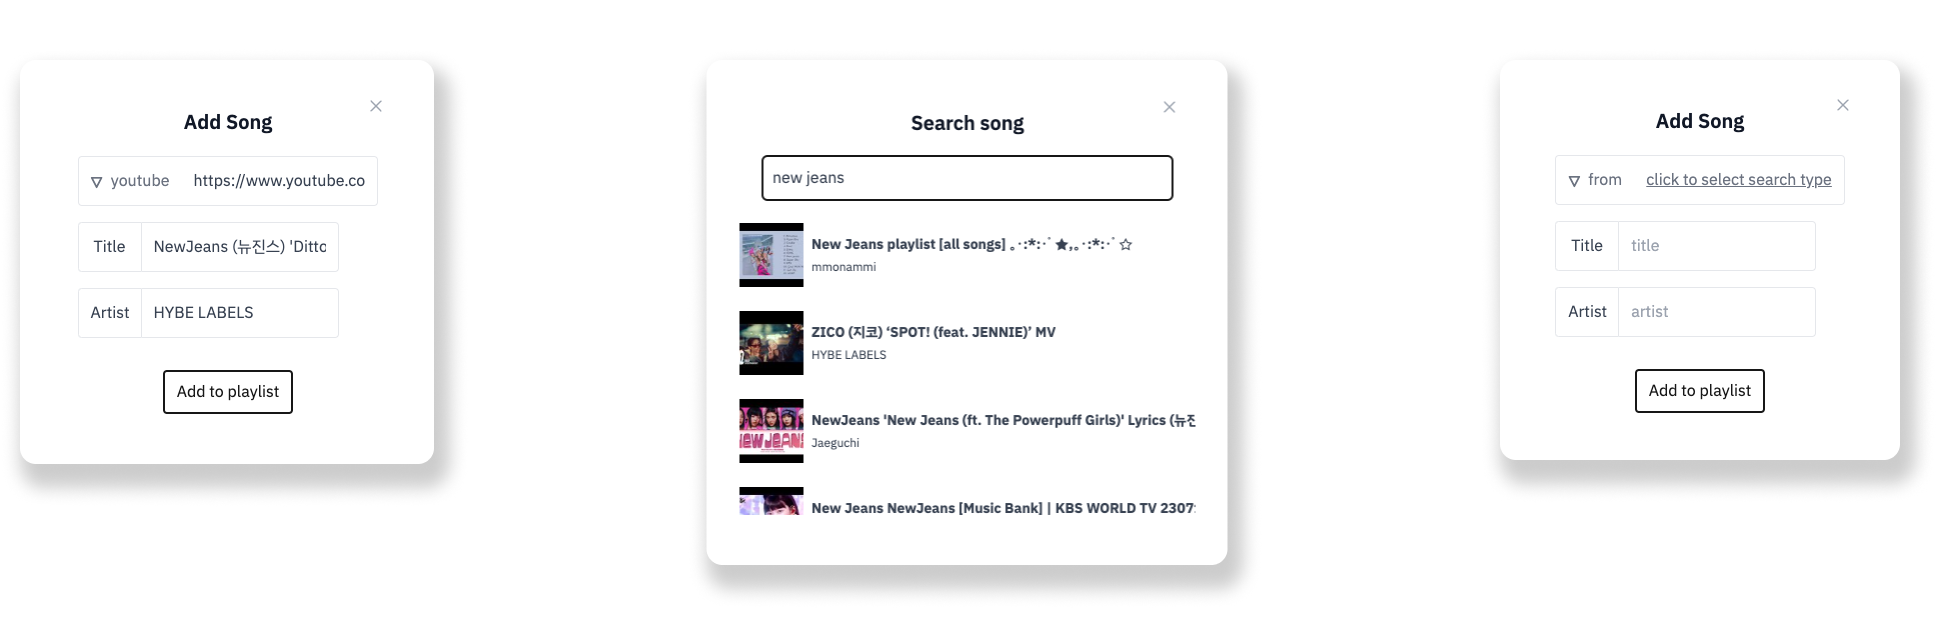 Add Song
youtube https://www.youtube.co
Title NewJeans (뉴진스) 'Ditto
Artist HYBE LABELS
Add to playlist
Search song
new jeans
New Jeans playlist [all songs] 。･:*:･ﾟ★,。･:*:･ﾟ☆
mmonammi
ZICO (지코) ‘SPOT! (feat. JENNIE)’ MV
HYBE LABELS
NewJeans 'New Jeans (ft. The Powerpuff Girls)' Lyrics (뉴진
Jaeguchi
NEW JEANS
New Jeans NewJeans [Music Bank] | KBS WORLD TV 2307
Add Song
from click to select search type
Title title
Artist artist
Add to playlist